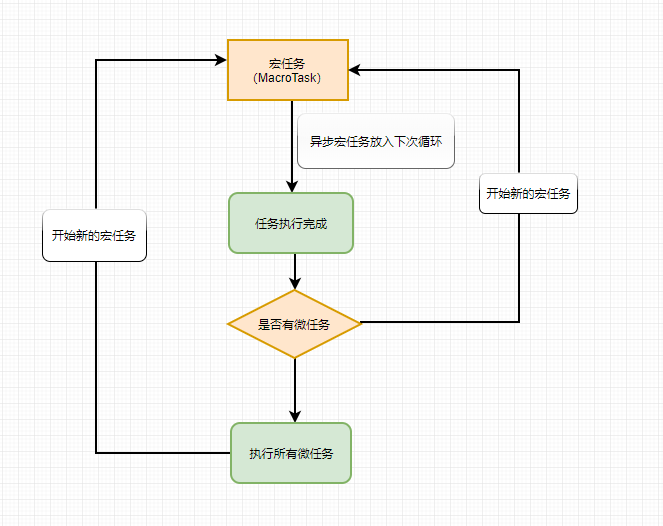 宏任务
（MacroTask）
异步宏任务放入下次循环
开始新的宏任务
开始新的宏任务
任务执行完成
是否有微任务
执行所有微任务